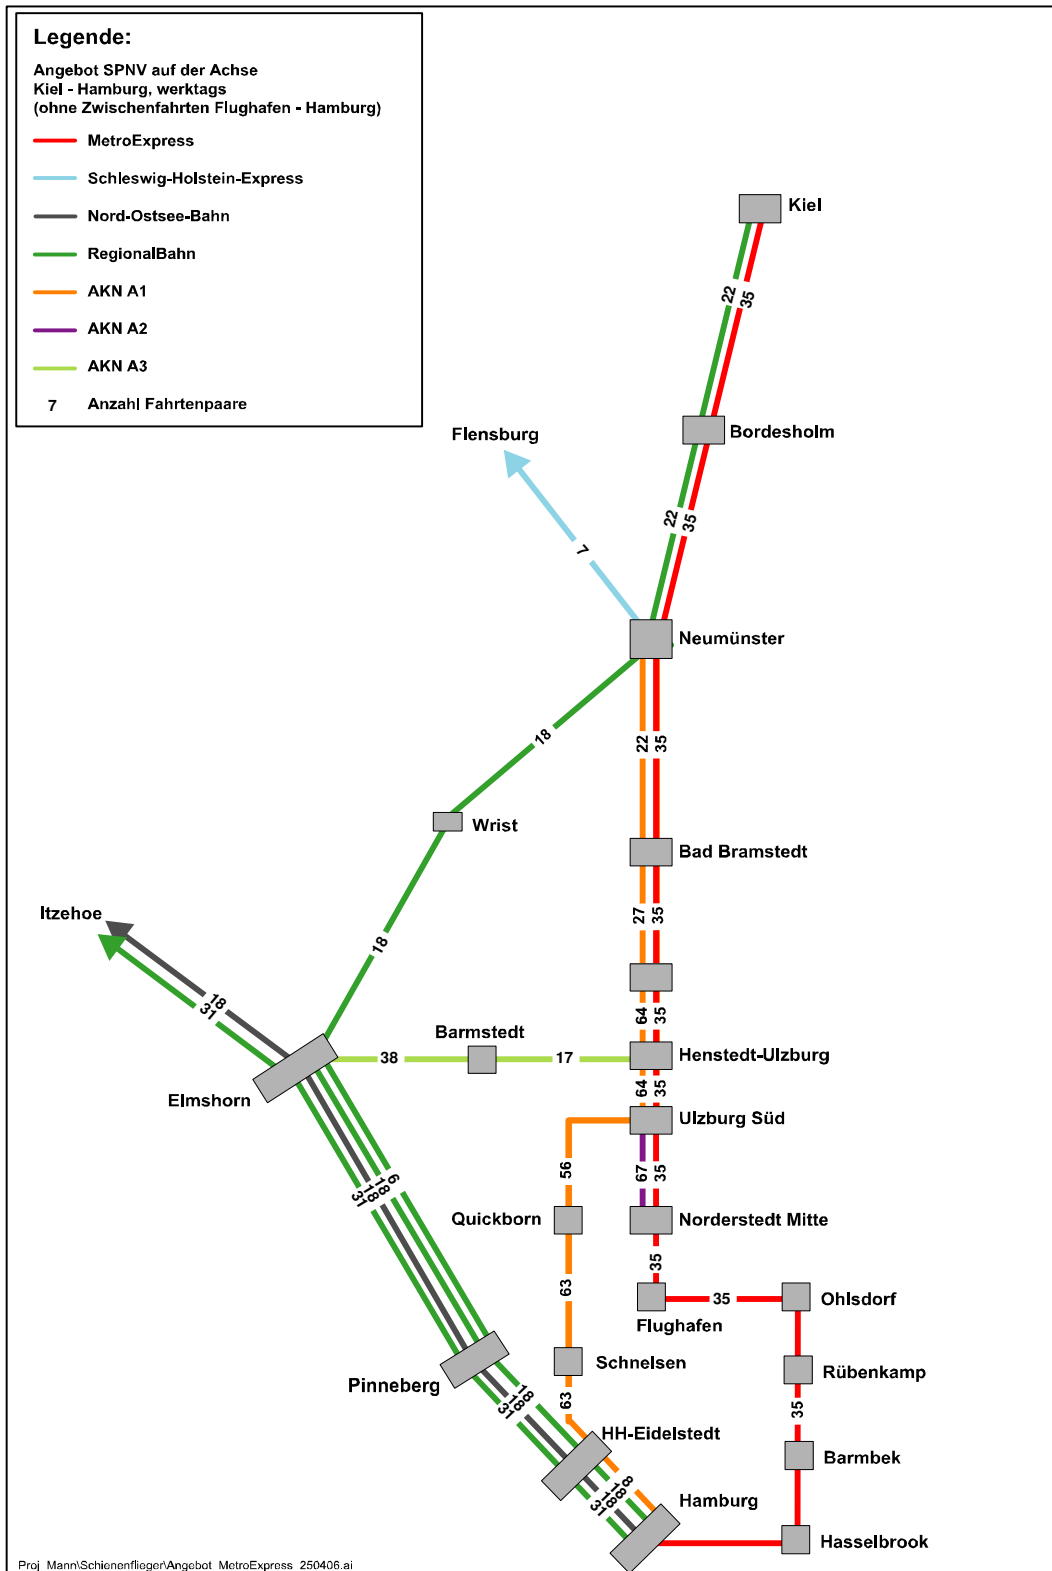 Legende:
Angebot SPNV auf der Achse
Kiel - Hamburg, werktags
(ohne Zwischenfahrten Flughafen - Hamburg)
MetroExpress
Schleswig-Holstein-Express
Nord-Ostsee-Bahn
RegionalBahn
AKN A1
AKN A2
AKN A3
7 Anzahl Fahrtenpaare
Kiel
22 35
Bordesholm
Flensburg
22 35
7
Neumünster
18
22 35
Wrist
Bad Bramstedt
Itzehoe
27 35
18
18
31
64 35
Barmstedt
38 17
Henstedt-Ulzburg
Elmshorn
64 35
Ulzburg Süd
56
67 35
31 18 18 6
Quickborn
Norderstedt Mitte
35
63
35
Flughafen
Ohlsdorf
Schnelsen
Rübenkamp
Pinneberg
63
35
31 18 18
HH-Eidelstedt
Barmbek
31 18 18 8
Hamburg
Hasselbrook
Proj_Mann\Schienenflieger\Angebot_MetroExpress_250406.ai